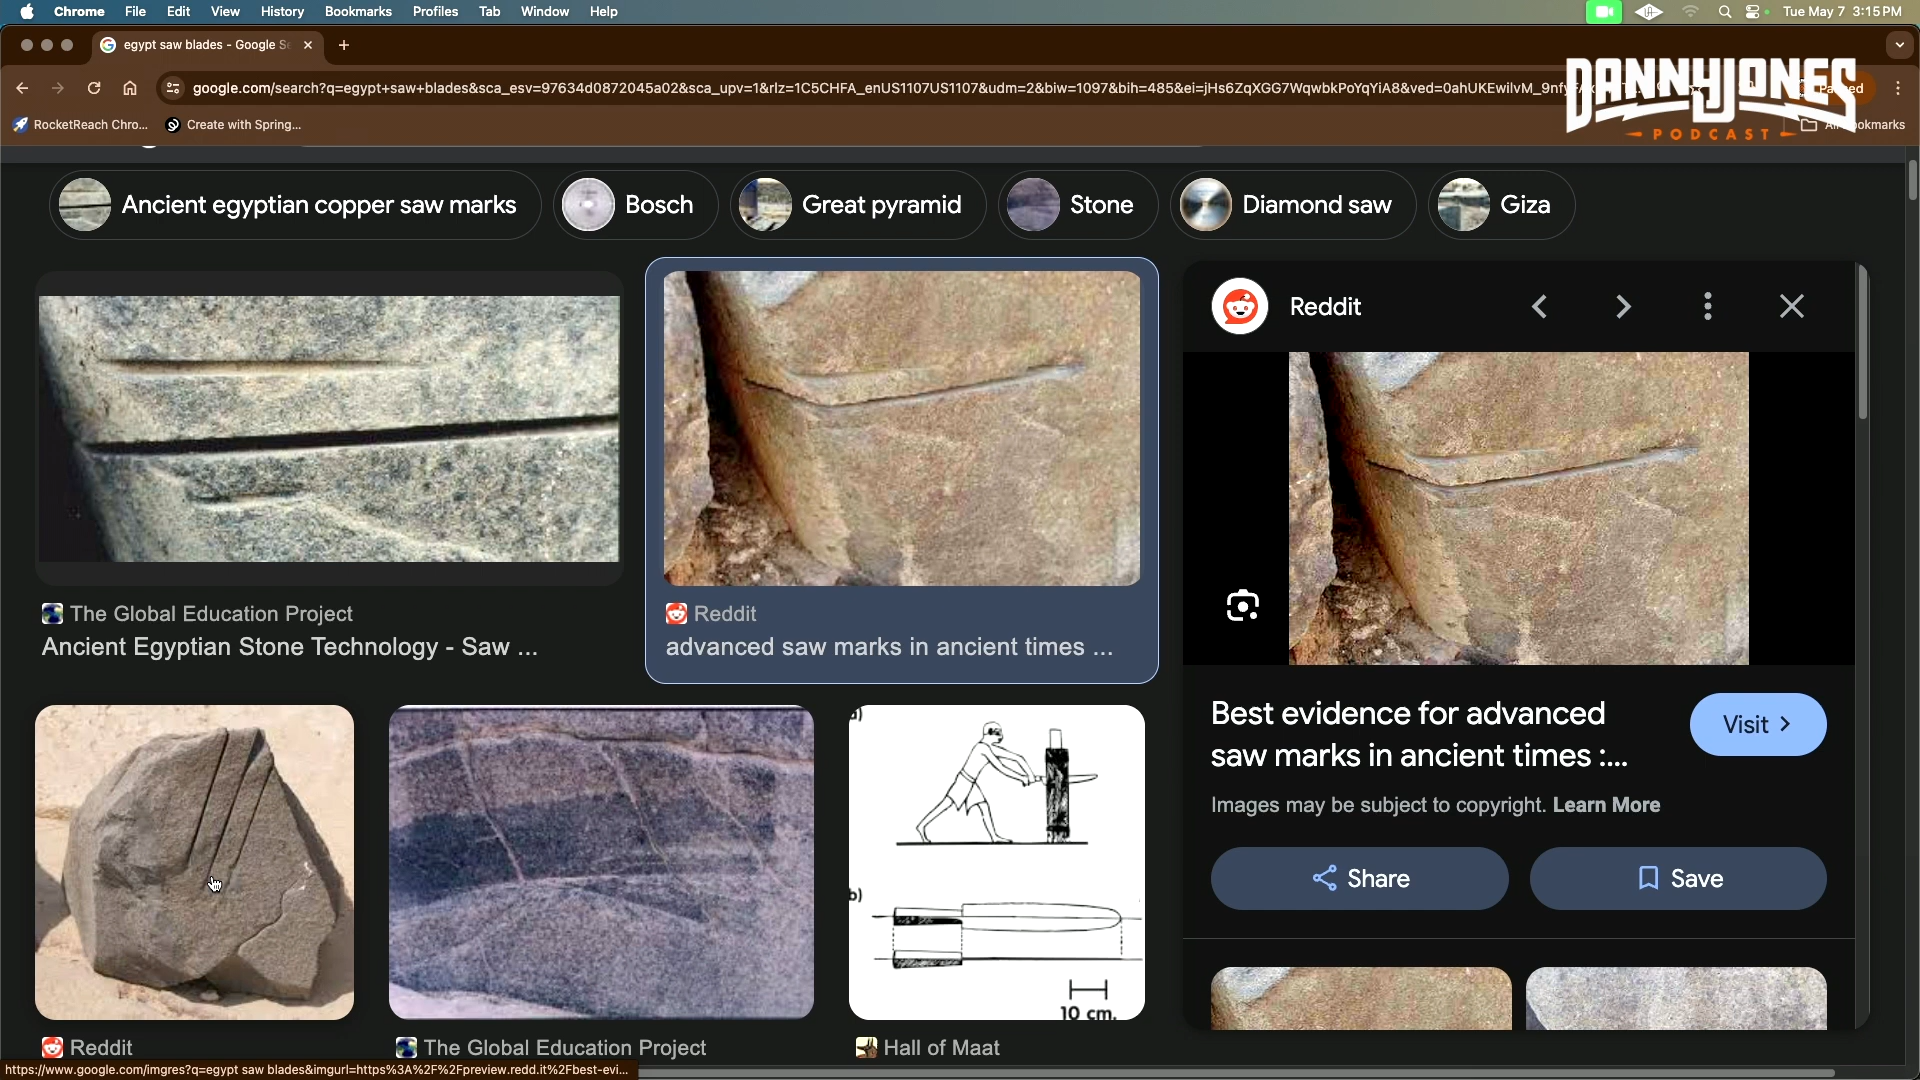 Chrome File Edit View History Bookmarks Profiles Tab Window Help
Tue May 7 3:15 PM
egypt saw blades - Google Se
google.com/search?q=egypt+saw+blades&sca_esv=97634d0872045a02&sca_upv=1&rlz=1C5CHFA_enUS1107US1107&udm=2&biw=1097&bih=485&ei=jHs6ZqXGG7WqwbkPoYqYiA8&ved=0ahUKEwilvM_9nfy
DANNY JONES
PODCAST
RocketReach Chro...
Create with Spring...
Ancient egyptian copper saw marks
Bosch
Great pyramid
Stone
Diamond saw
Giza
Reddit
The Global Education Project
Ancient Egyptian Stone Technology - Saw ...
Reddit
advanced saw marks in ancient times ...
Best evidence for advanced
saw marks in ancient times :...
Visit
Images may be subject to copyright. Learn More
Share
Save
b)
10 cm.
Reddit
The Global Education Project
Hall of Maat
https://www.google.com/imgres?q=egypt saw blades&imgurl=https%3A%2F%2Fpreview.redd.it%2Fbest-evi...